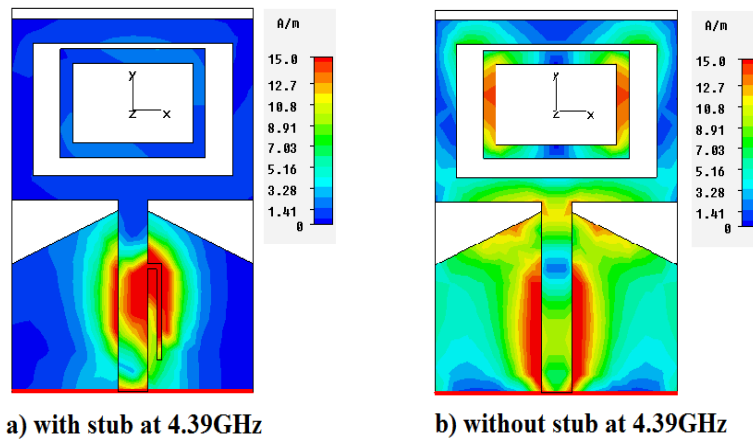 A/m
15.0
12.7
10.8
8.91
7.03
5.16
3.28
1.41
0
y
z x
A/m
15.0
12.7
10.8
8.91
7.03
5.16
3.28
1.41
0
y
z x
a) with stub at 4.39GHz
b) without stub at 4.39GHz